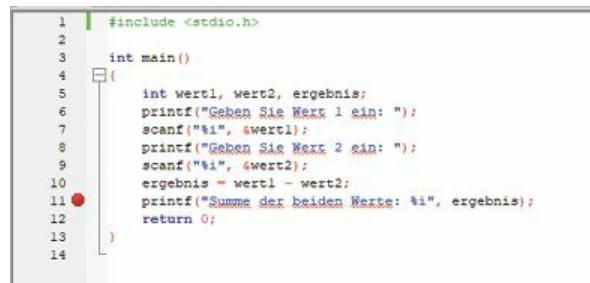 1 #include <stdio.h>
2
3 int main()
4 {
5 int wert1, wert2, ergebnis;
6 printf("Geben Sie Wert 1 ein: ");
7 scanf("%i", &wert1);
8 printf("Geben Sie Wert 2 ein: ");
9 scanf("%i", &wert2);
10 ergebnis = wert1 - wert2;
11 printf("Summe der beiden Werte: %i", ergebnis);
12 return 0;
13 }
14